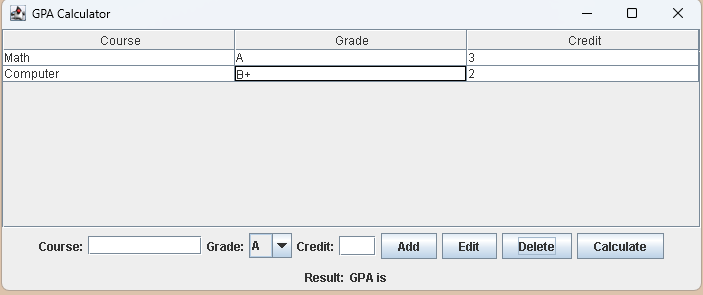 GPA Calculator
Course Grade Credit
Math A 3
Computer B+ 2
Course: Grade: A Credit: Add Edit Delete Calculate
Result: GPA is